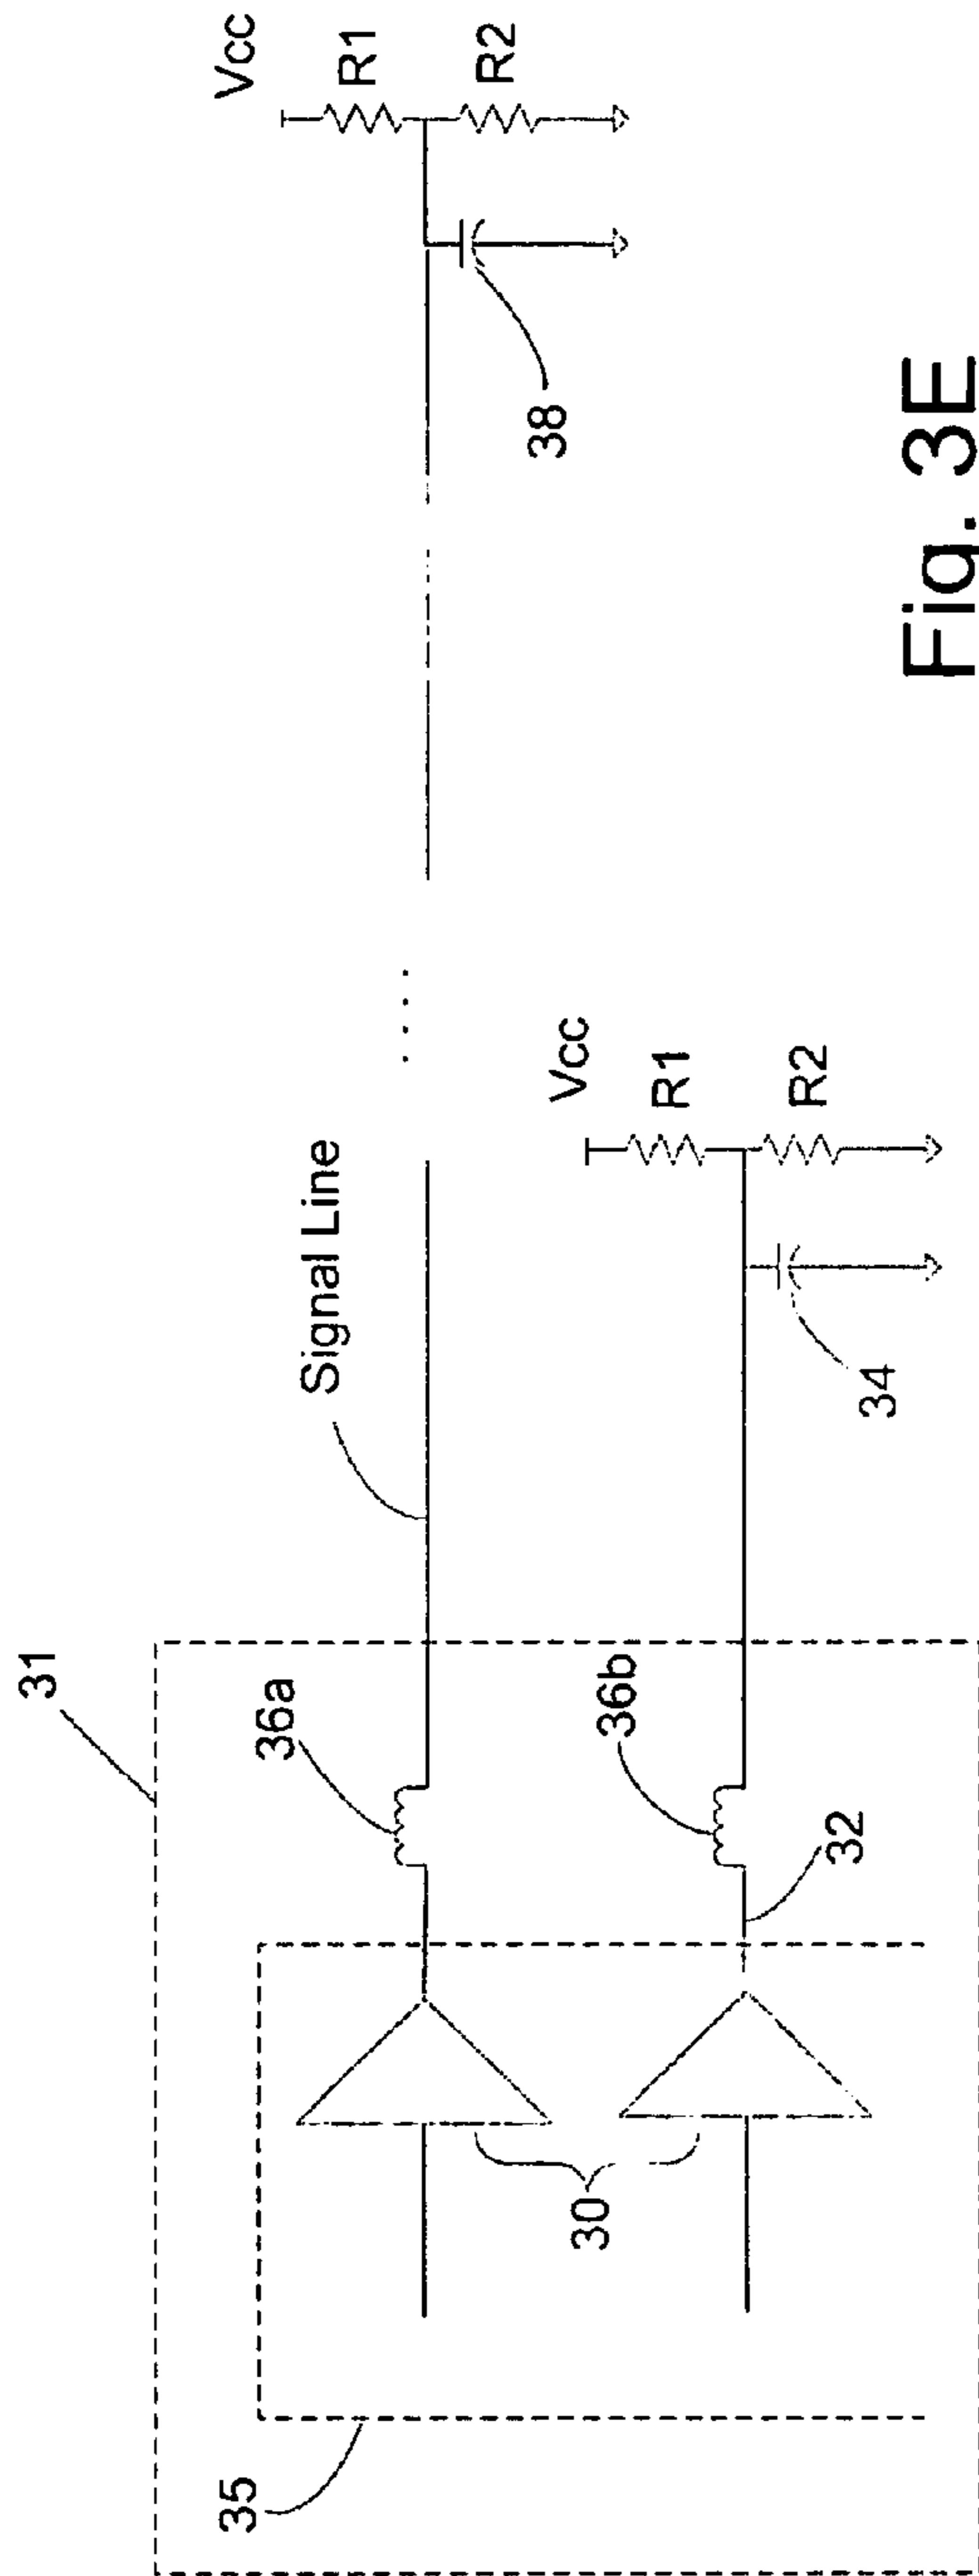 31
35
30
36a
36b
32
Signal Line
. . . .
34
Vcc
R1
R2
38
Vcc
R1
R2
Fig. 3E